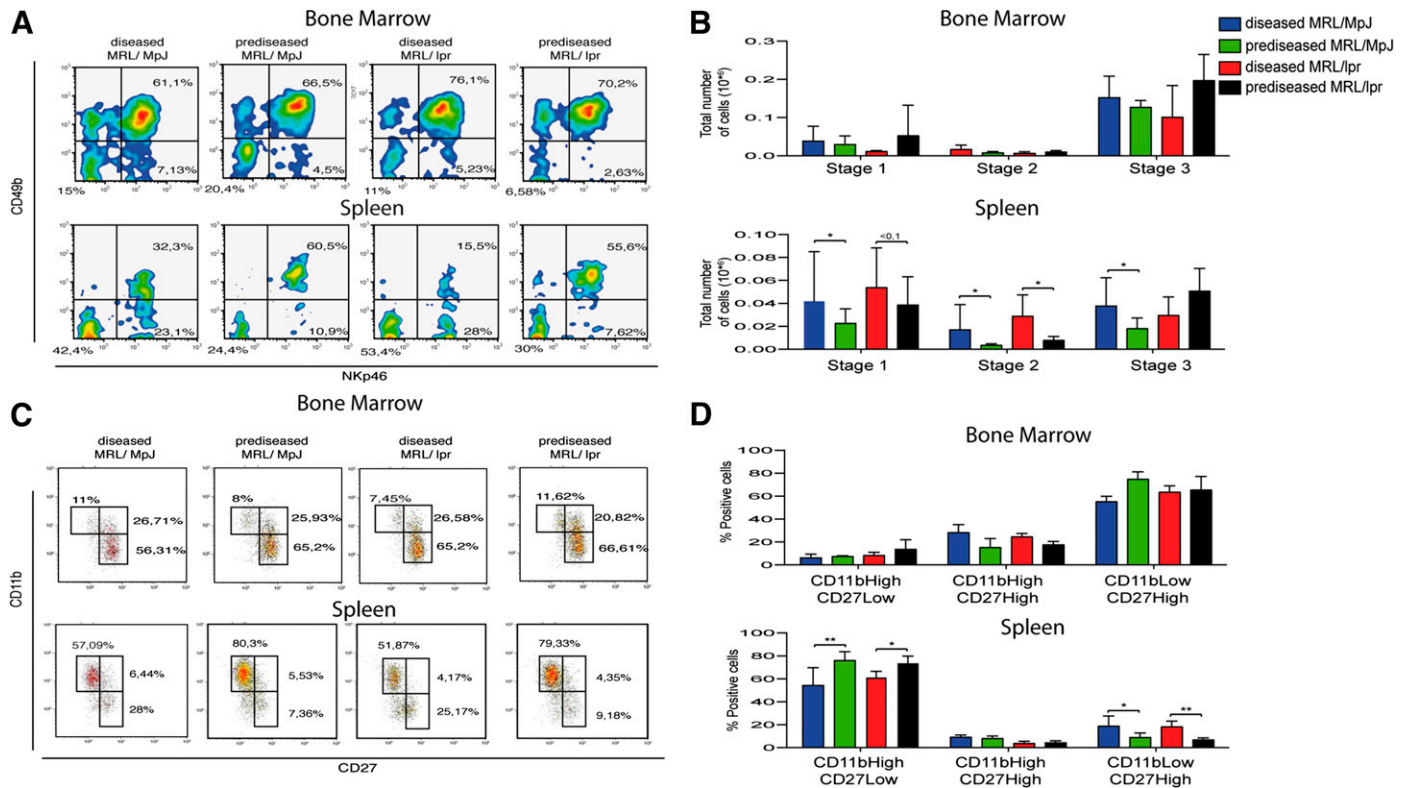 A
Bone Marrow
diseased MRL/ MpJ
prediseased MRL/ MpJ
diseased MRL/ lpr
prediseased MRL/ lpr
61,1%
66,5%
76,1%
70,2%
7,13%
4,5%
5,23%
2,63%
15%
20,4%
11%
6,58%
Spleen
32,3%
60,5%
15,5%
55,6%
23,1%
10,9%
28%
7,62%
42,4%
24,4%
53,4%
30%
CD49b
NKp46
B
Bone Marrow
diseased MRL/MpJ
prediseased MRL/MpJ
diseased MRL/lpr
prediseased MRL/lpr
Total number
of cells (10*⁶)
0.3
0.2
0.1
0.0
Stage 1
Stage 2
Stage 3
Spleen
Total number
of cells (10*⁶)
0.10
0.08
0.06
0.04
0.02
0.00
*
<0.1
*
*
*
Stage 1
Stage 2
Stage 3
C
Bone Marrow
diseased MRL/ MpJ
prediseased MRL/ MpJ
diseased MRL/ lpr
prediseased MRL/ lpr
11%
8%
7,45%
11,62%
26,71%
25,93%
26,58%
20,82%
56,31%
65,2%
65,2%
66,61%
Spleen
57,09%
80,3%
51,87%
79,33%
6,44%
5,53%
4,17%
4,35%
28%
7,36%
25,17%
9,18%
CD11b
CD27
D
Bone Marrow
% Positive cells
100
80
60
40
20
0
CD11bHigh CD27Low
CD11bHigh CD27High
CD11bLow CD27High
Spleen
% Positive cells
100
80
60
40
20
0
**
*
*
**
CD11bHigh CD27Low
CD11bHigh CD27High
CD11bLow CD27High